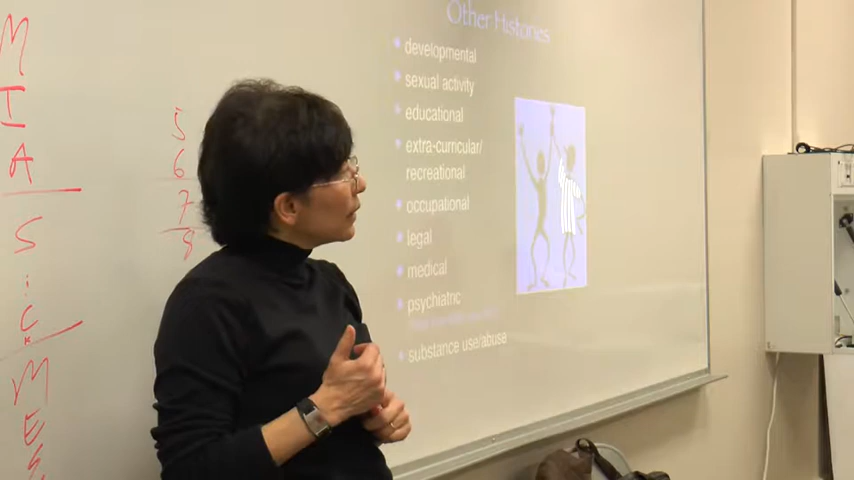 M
I
A
S
i
C
M
E
S
5
6
7
8
Other Histories
developmental
sexual activity
educational
extra-curricular/
recreational
occupational
legal
medical
psychiatric
substance use/abuse